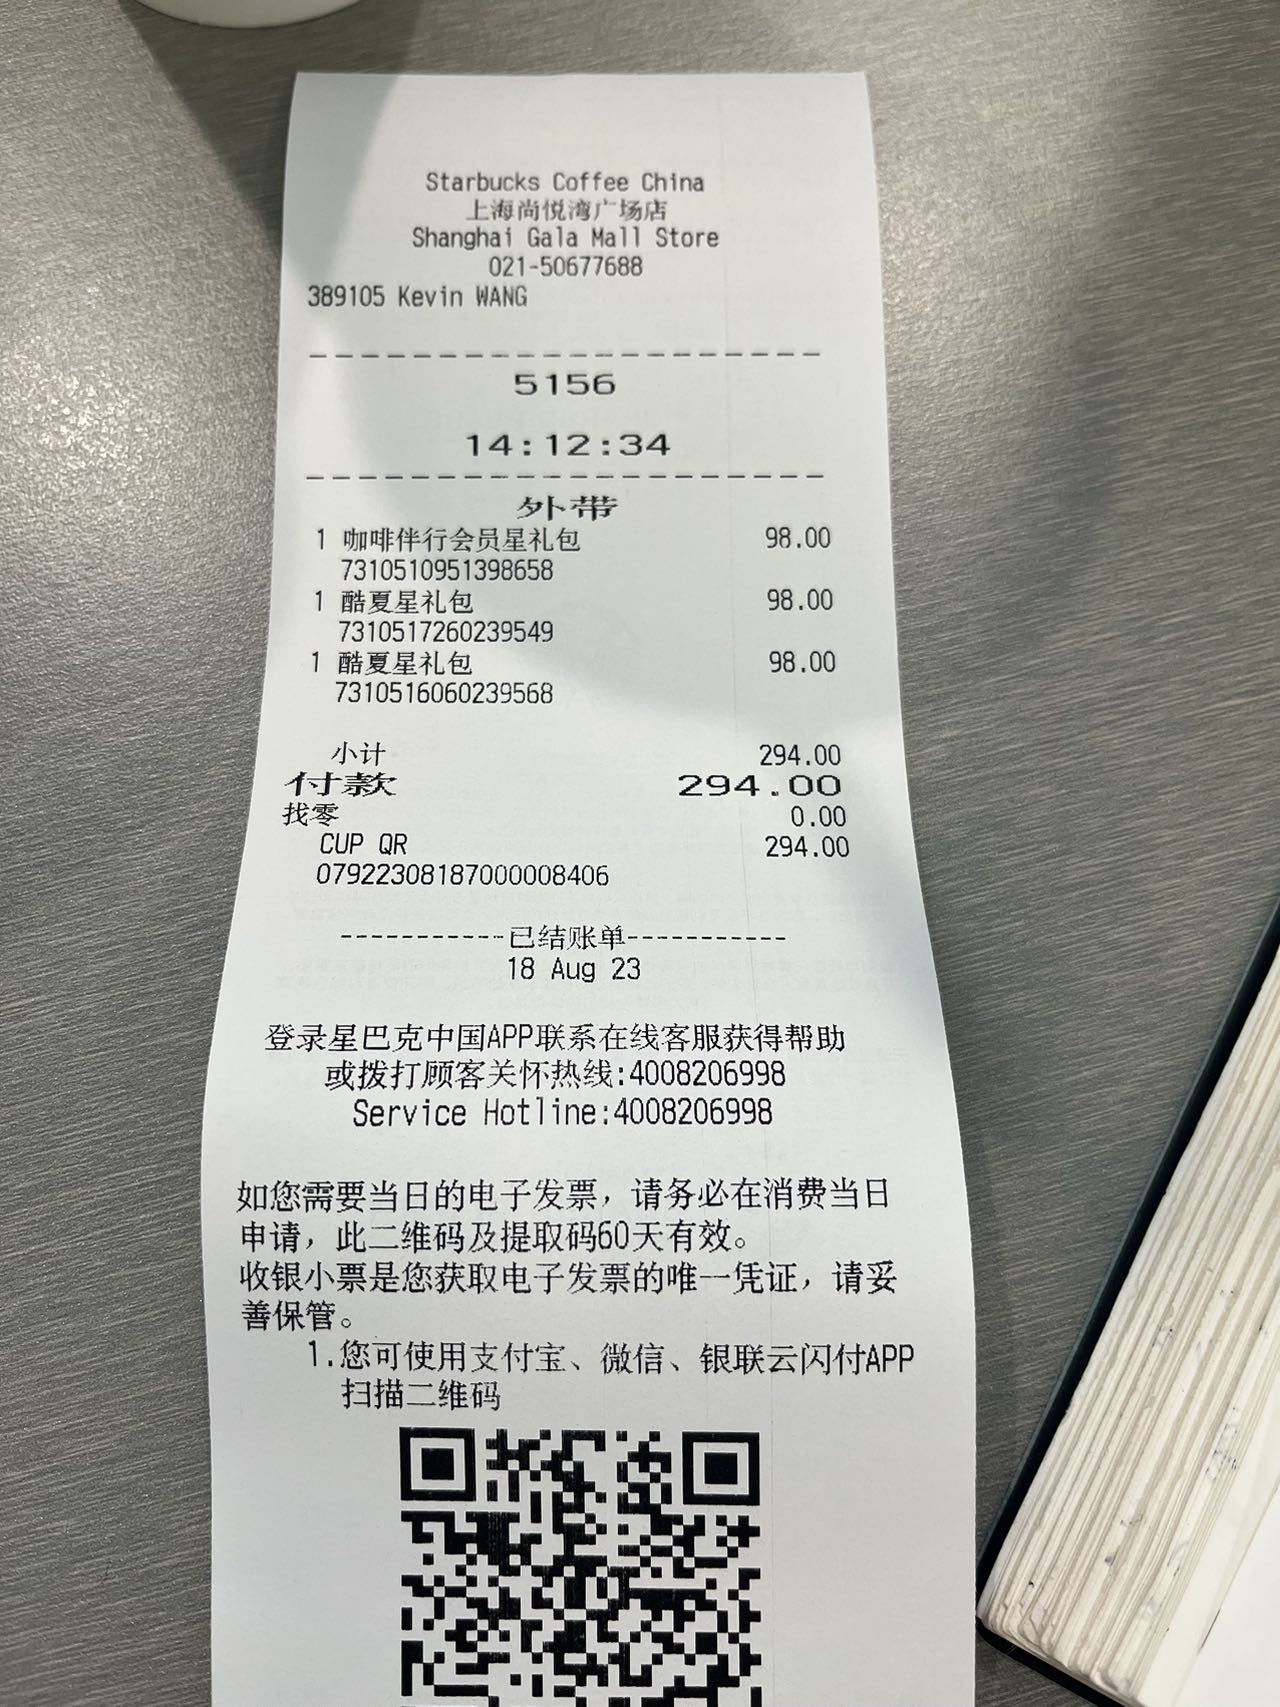 Starbucks Coffee China
上海尚悦湾广场店
Shanghai Gala Mall Store
021-50677688
389105 Kevin WANG
--------------------
5156
14:12:34
--------------------
外带
1 咖啡伴行会员星礼包 98.00
7310510951398658
1 酷夏星礼包 98.00
7310517260239549
1 酷夏星礼包 98.00
7310516060239568
小计 294.00
付款 294.00
找零 0.00
CUP QR 294.00
07922308187000008406
-----------已结账单-----------
18 Aug 23
登录星巴克中国APP联系在线客服获得帮助
或拨打顾客关怀热线:4008206998
Service Hotline:4008206998
如您需要当日的电子发票，请务必在消费当日
申请，此二维码及提取码60天有效。
收银小票是您获取电子发票的唯一凭证，请妥
善保管。
1.您可使用支付宝、微信、银联云闪付APP
扫描二维码